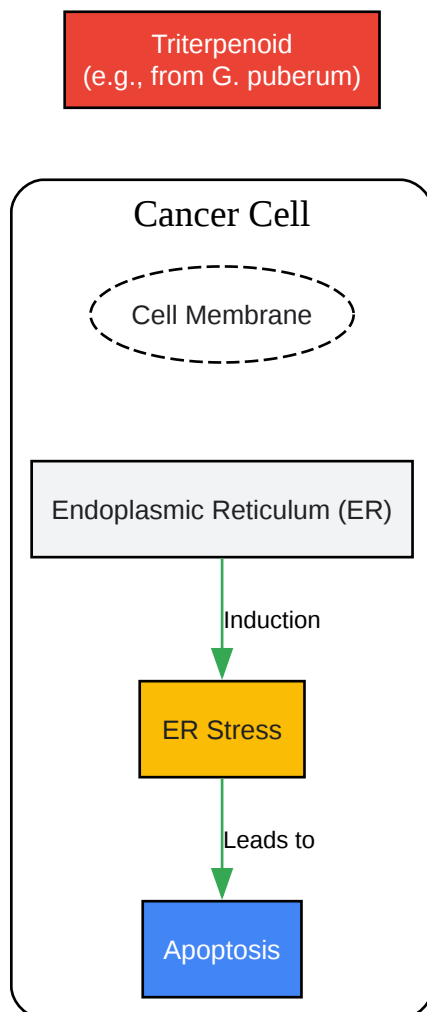 Triterpenoid
(e.g., from G. puberum)
Cancer Cell
Cell Membrane
Endoplasmic Reticulum (ER)
Induction
ER Stress
Leads to
Apoptosis